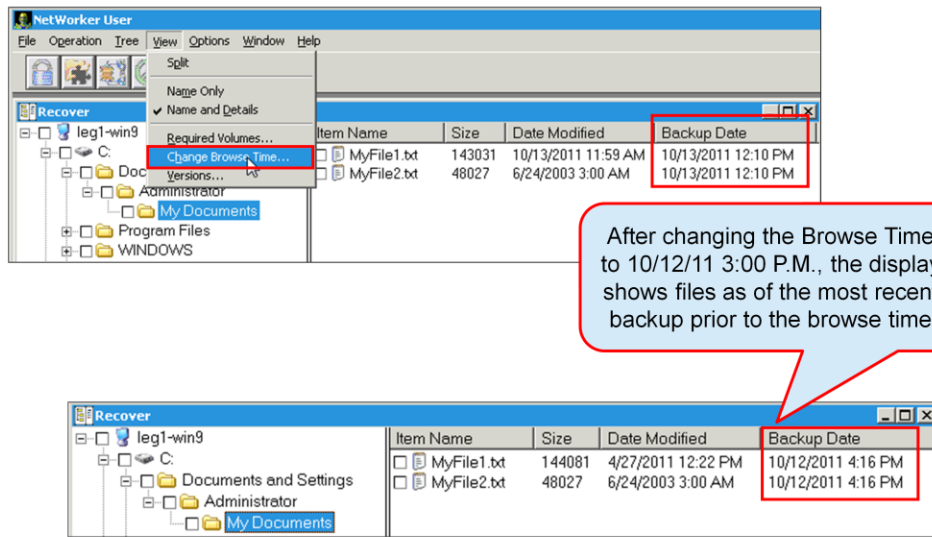 NetWorker User
File Operation Tree View Options Window Help
Split
Name Only
Name and Details
Required Volumes...
Change Browse Time...
Versions...
Recover
Item Name Size Date Modified Backup Date
leg1-win9
C:
MyFile1.txt 143031 10/13/2011 11:59 AM 10/13/2011 12:10 PM
Doc
MyFile2.txt 48027 6/24/2003 3:00 AM 10/13/2011 12:10 PM
Administrator
My Documents
Program Files
WINDOWS
After changing the Browse Time
to 10/12/11 3:00 P.M., the display
shows files as of the most recen
backup prior to the browse time
Recover
leg1-win9
Item Name Size Date Modified Backup Date
C:
MyFile1.txt 144081 4/27/2011 12:22 PM 10/12/2011 4:16 PM
Documents and Settings
MyFile2.txt 48027 6/24/2003 3:00 AM 10/12/2011 4:16 PM
Administrator
My Documents